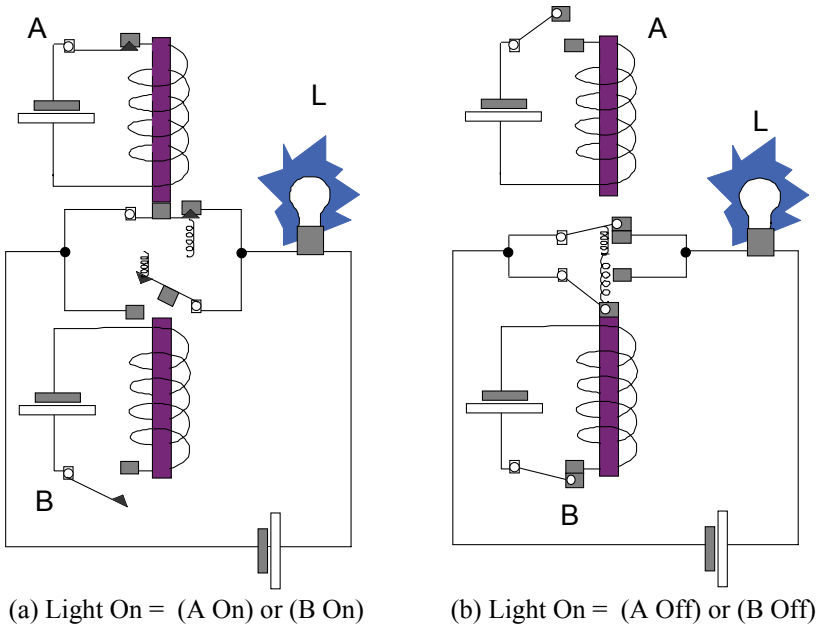 A
L
B
(a) Light On = (A On) or (B On)
A
L
B
(b) Light On = (A Off) or (B Off)